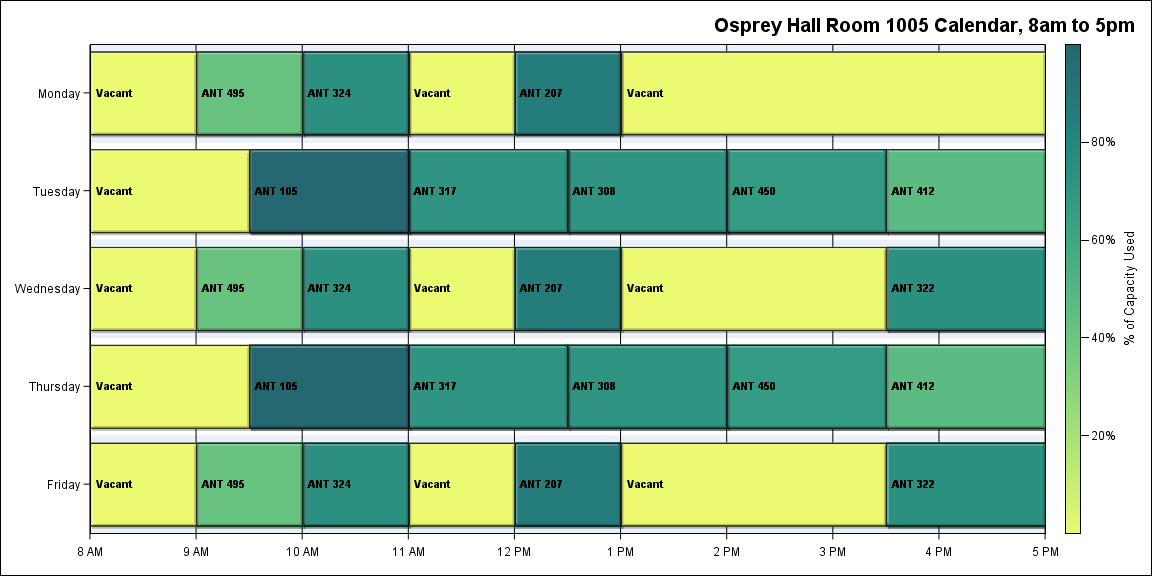 Osprey Hall Room 1005 Calendar, 8am to 5pm
Monday
Vacant
ANT 495
ANT 324
Vacant
ANT 207
Vacant
Tuesday
Vacant
ANT 105
ANT 317
ANT 308
ANT 450
ANT 412
Wednesday
Vacant
ANT 495
ANT 324
Vacant
ANT 207
Vacant
ANT 322
Thursday
Vacant
ANT 105
ANT 317
ANT 308
ANT 450
ANT 412
Friday
Vacant
ANT 495
ANT 324
Vacant
ANT 207
Vacant
ANT 322
8 AM
9 AM
10 AM
11 AM
12 PM
1 PM
2 PM
3 PM
4 PM
5 PM
80%
60%
40%
20%
% of Capacity Used